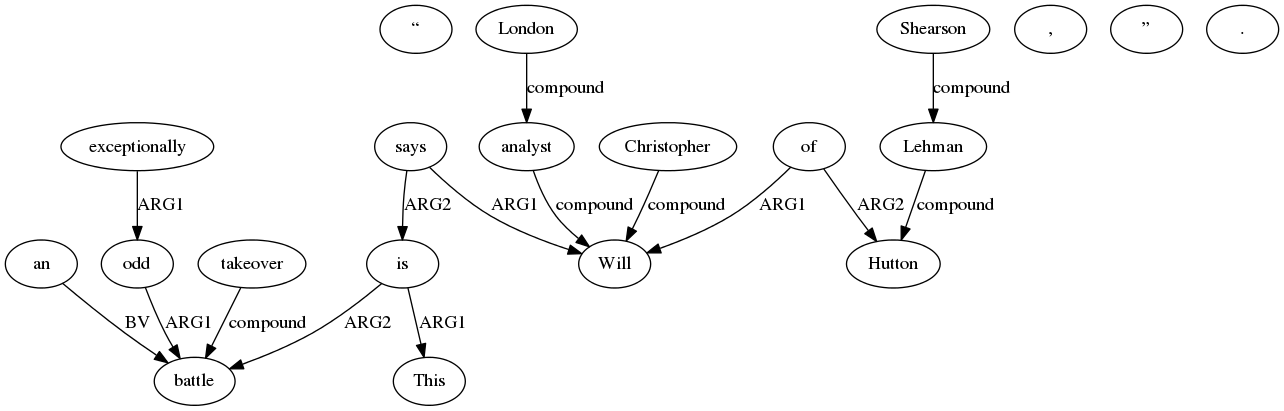 “ London Shearson , ” .
compound compound
exceptionally says analyst Christopher of Lehman
ARG1 ARG2 ARG1 compound compound ARG1 ARG2 compound
an odd takeover is Will Hutton
BV ARG1 compound ARG2 ARG1
battle This